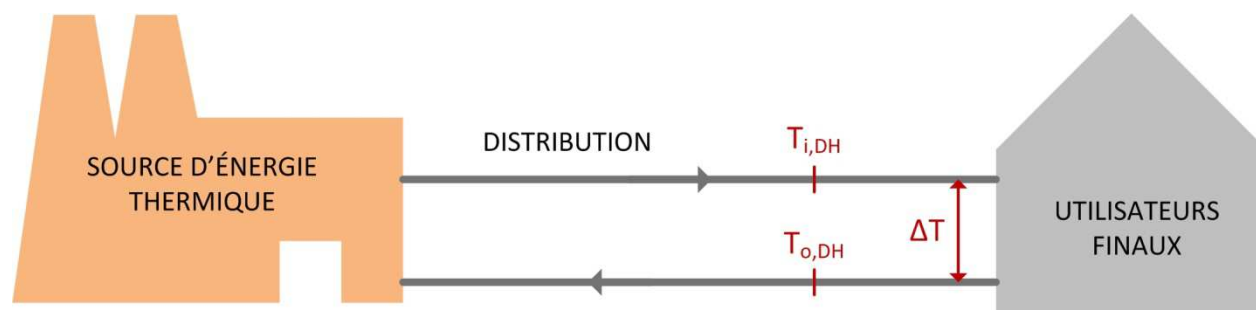 SOURCE D'ÉNERGIE
THERMIQUE
DISTRIBUTION
T_i,DH
T_o,DH
ΔT
UTILISATEURS
FINAUX